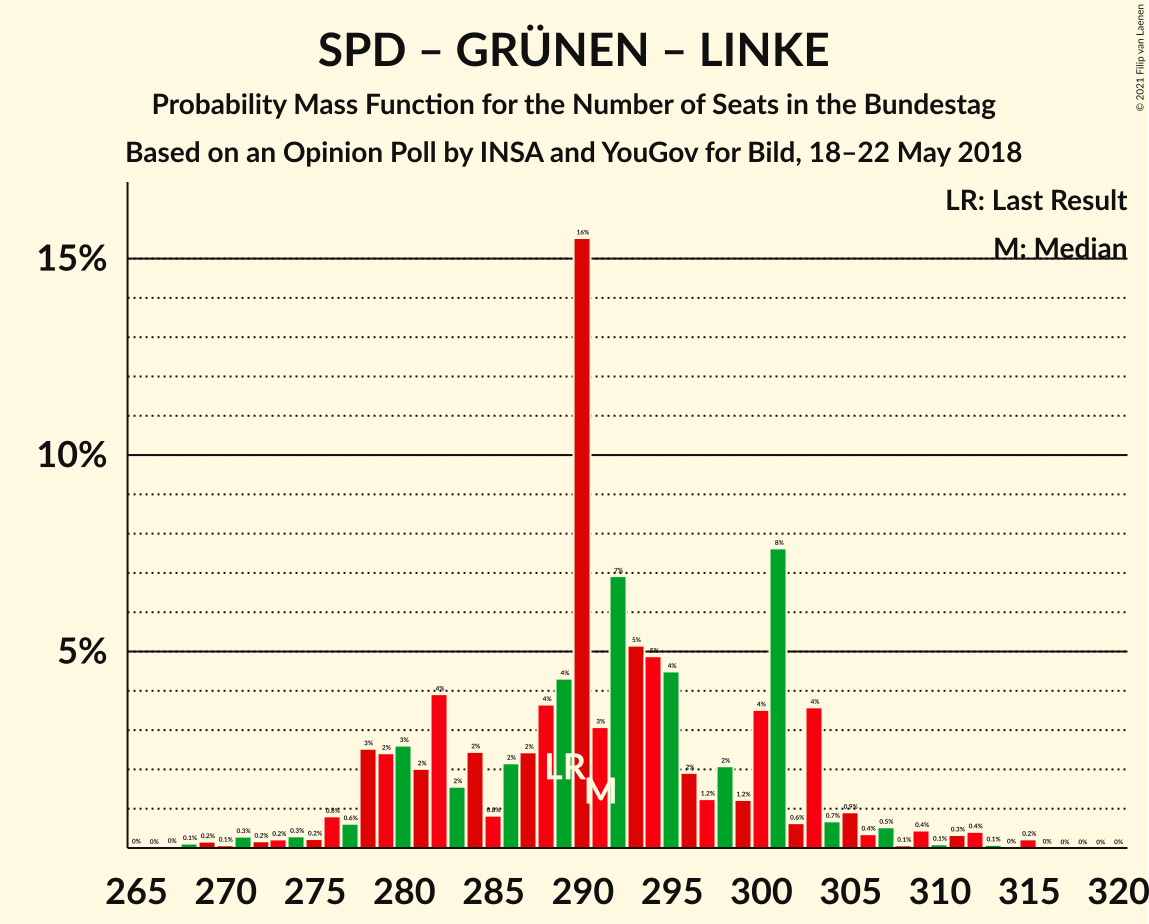 SPD – GRÜNEN – LINKE
Probability Mass Function for the Number of Seats in the Bundestag
Based on an Opinion Poll by INSA and YouGov for Bild, 18–22 May 2018
© 2021 Filip van Laenen
LR: Last Result
M: Median
15%
10%
5%
0% 0% 0% 0.1% 0.2% 0.1% 0.3% 0.2% 0.2% 0.3% 0.2% 0.8% 0.6% 3% 2% 3% 2% 4% 2% 2% 0.8% 2% 2% 4% 4% 16% 3% 7% 5% 5% 4% 2% 1.2% 2% 1.2% 4% 8% 0.6% 4% 0.7% 0.9% 0.4% 0.5% 0.1% 0.4% 0.1% 0.3% 0.4% 0.1% 0% 0.2% 0% 0% 0% 0% 0%
LR
M
265 270 275 280 285 290 295 300 305 310 315 320